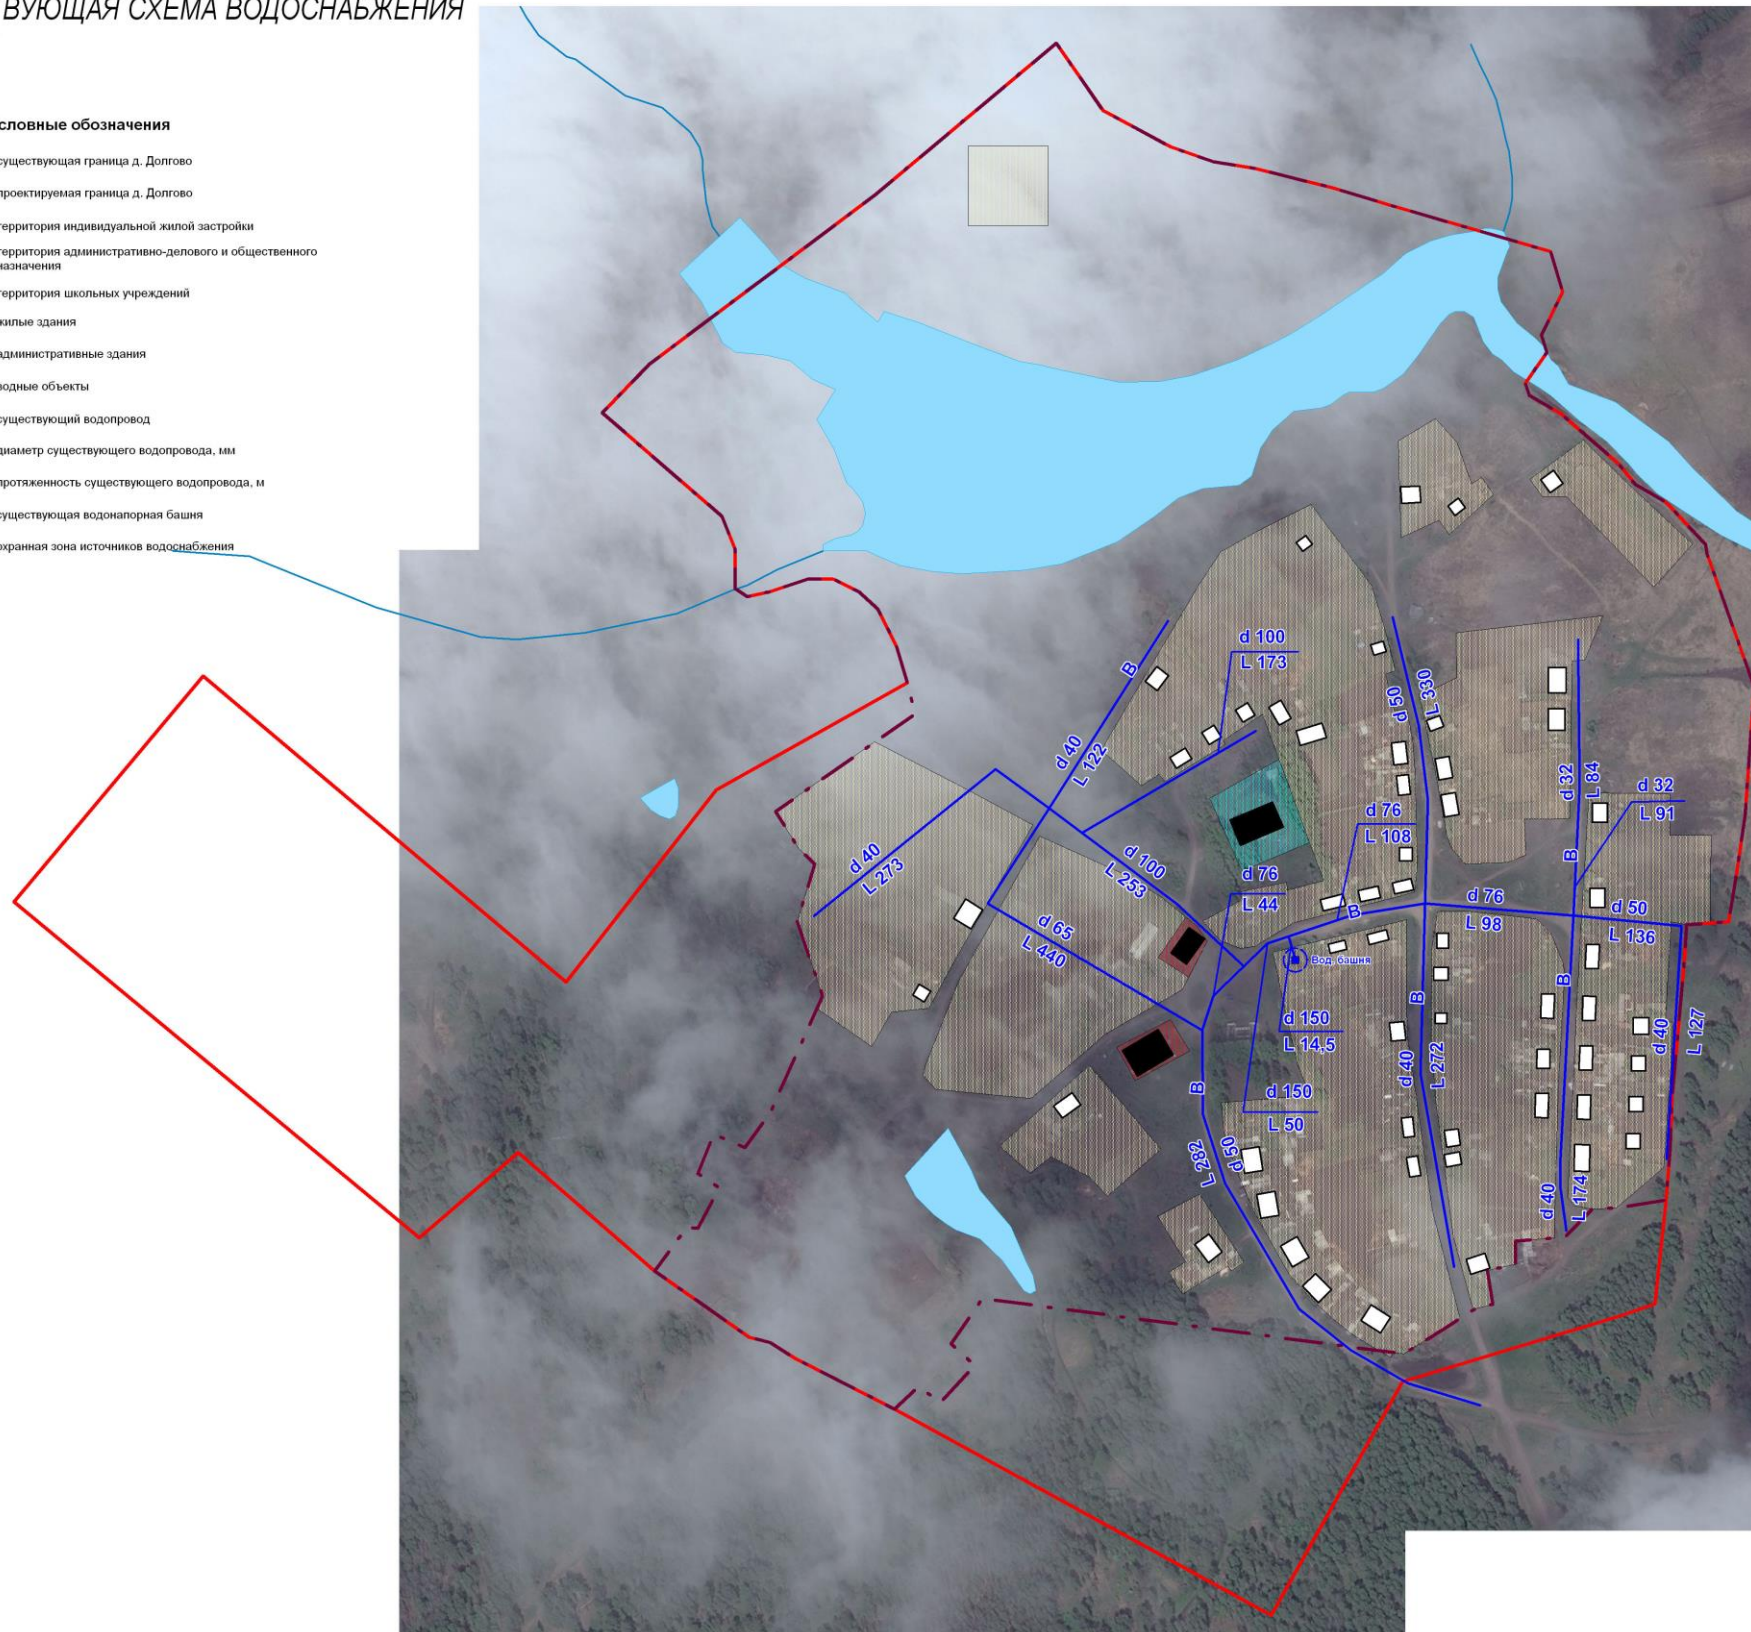 ВУЮЩАЯ СХЕМА ВОДОСНАБЖЕНИЯ
словные обозначения
существующая граница д. Долгово
проектируемая граница д. Долгово
территория индивидуальной жилой застройки
территория административно-делового и общественного
назначения
территория школьных учреждений
жилые здания
административные здания
водные объекты
существующий водопровод
диаметр существующего водопровода, мм
протяженность существующего водопровода, м
существующая водонапорная башня
охранная зона источников водоснабжения
d 100
L 173
В
d 50
L 330
d 40
L 122
d 32
L 84
d 32
L 91
d 76
L 108
d 40
L 273
d 100
L 253
В
d 76
L 44
d 76
L 98
d 50
L 136
В
d 65
L 440
Вод. башня
В
В
d 150
L 14,5
d 40
L 127
d 40
L 272
В
d 150
L 50
L 282
d 50
d 40
L 174